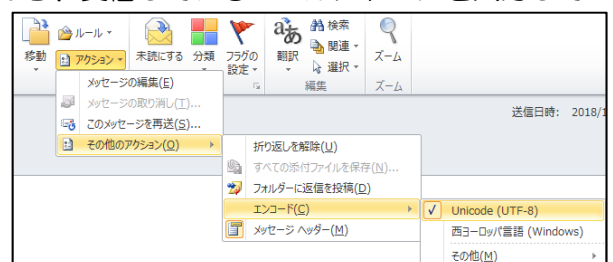 移動
ルール
アクション
未読にする
分類
フラグの
設定
あ
翻訳
検索
関連
選択
編集
ズーム
ズーム
メッセージの編集(E)
メッセージの取り消し(T)...
このメッセージを再送(S)...
その他のアクション(O)
送信日時: 2018/1
折り返しを解除(U)
すべての添付ファイルを保存(N)...
フォルダーに返信を投稿(D)
エンコード(C)
メッセージ ヘッダー(M)
Unicode (UTF-8)
西ヨーロッパ言語 (Windows)
その他(M)